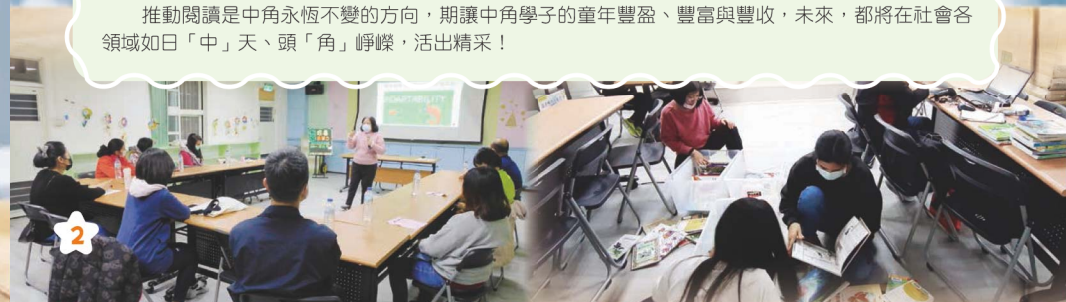 推動閱讀是中角永恆不變的方向，期讓中角學子的童年豐盈、豐富與豐收，未來，都將在社會各
領域如日「中」天、頭「角」崢嶸，活出精采！
ADAPTABILITY
2